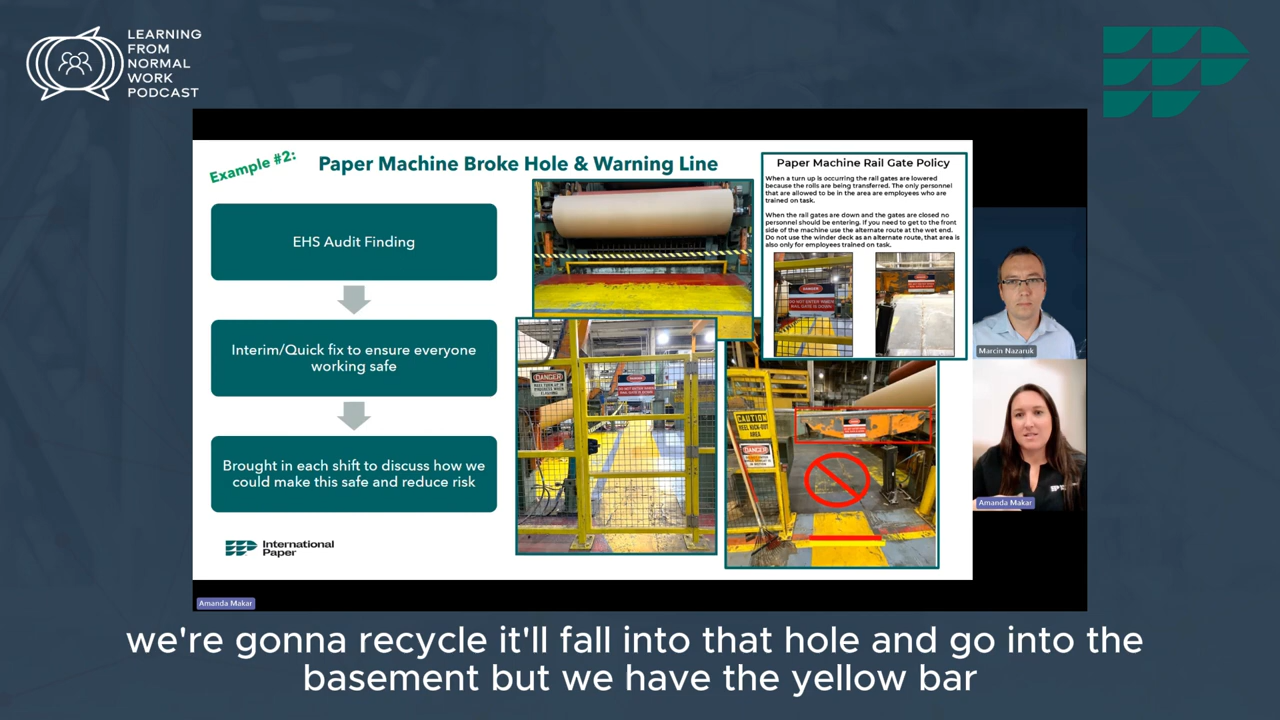 LEARNING
FROM
NORMAL
WORK
PODCAST
Example #2:
Paper Machine Broke Hole & Warning Line
EHS Audit Finding
Interim/Quick fix to ensure everyone
working safe
Brought in each shift to discuss how we
could make this safe and reduce risk
International
Paper
Paper Machine Rail Gate Policy
When a turn up is occurring the rail gates are lowered
because the rolls are being transferred. The only personnel
that are allowed to be in the area are employees who are
trained on task.
When the rail gates are down and the gates are closed no
personnel should be entering. If you need to get to the front
side of the machine use the alternate route at the wet end.
Do not use the winder deck as an alternate route, that area is
also only for employees trained on task.
DANGER
DO NOT ENTER WHEN
RAIL GATE IS DOWN
DANGER
DANGER
CAUTION
REEL KICK-OUT
AREA
DANGER
Marcin Nazaruk
Amanda Makar
Amanda Makar
we're gonna recycle it'll fall into that hole and go into the
basement but we have the yellow bar